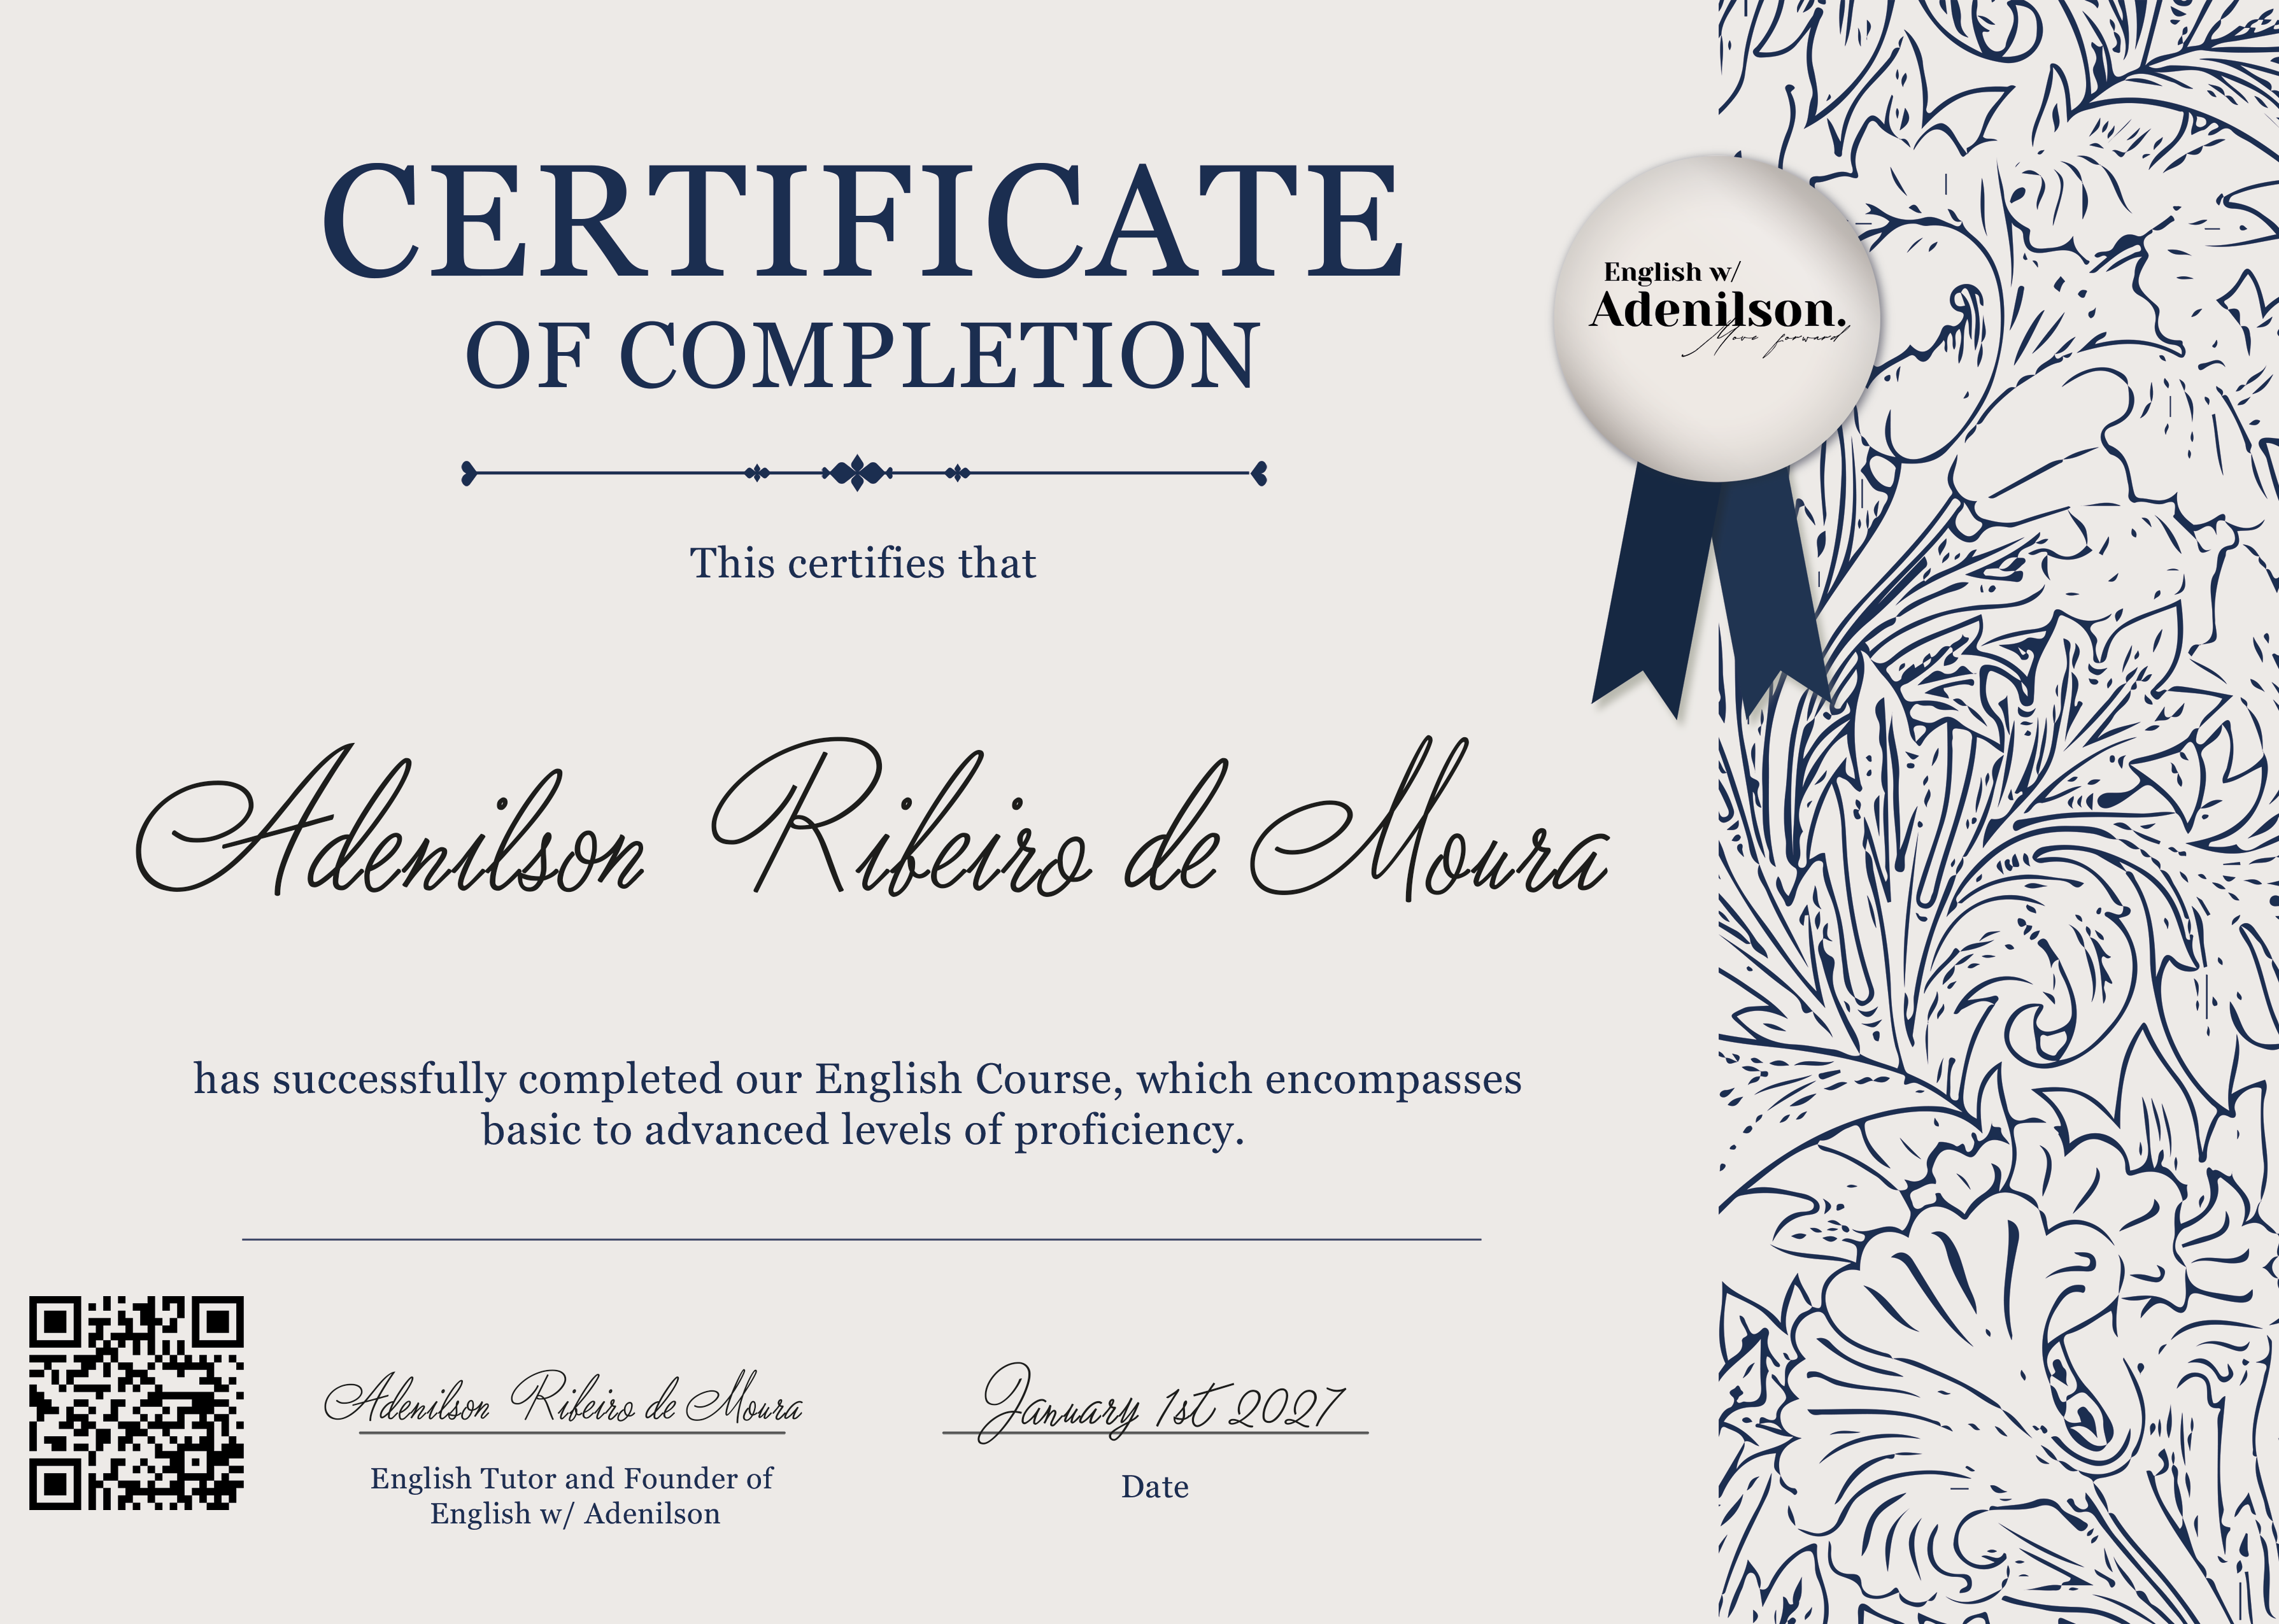 CERTIFICATE
OF COMPLETION
English w/
Adenilson.
Move forward
This certifies that
Adenilson Ribeiro de Moura
has successfully completed our English Course, which encompasses
basic to advanced levels of proficiency.
Adenilson Ribeiro de Moura
English Tutor and Founder of
English w/ Adenilson
January 1st 2027
Date